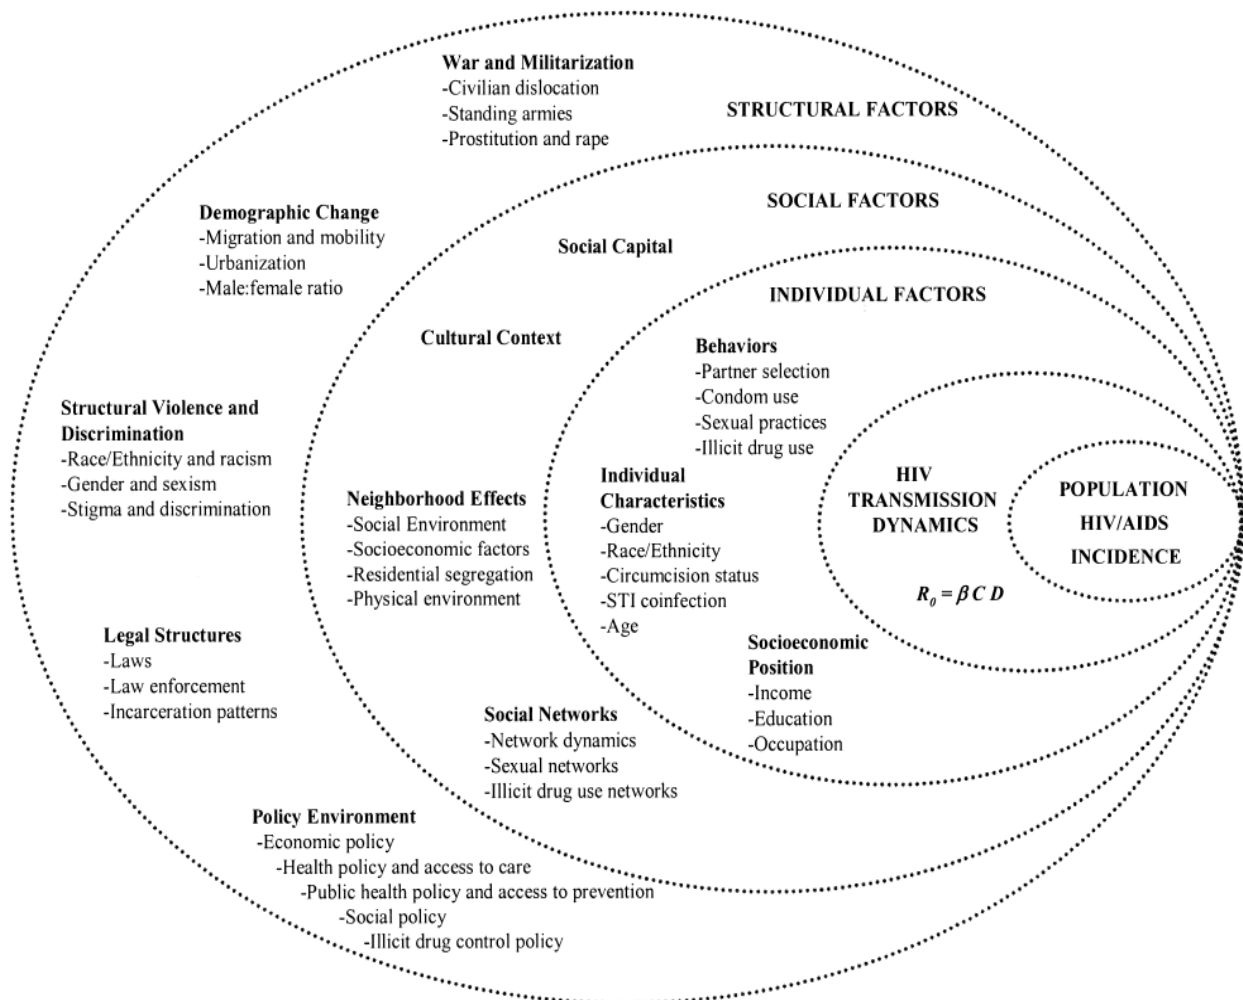 War and Militarization
-Civilian dislocation
-Standing armies
-Prostitution and rape
STRUCTURAL FACTORS
Demographic Change
-Migration and mobility
-Urbanization
-Male:female ratio
Structural Violence and
Discrimination
-Race/Ethnicity and racism
-Gender and sexism
-Stigma and discrimination
Legal Structures
-Laws
-Law enforcement
-Incarceration patterns
Policy Environment
-Economic policy
-Health policy and access to care
-Public health policy and access to prevention
-Social policy
-Illicit drug control policy
SOCIAL FACTORS
Social Capital
Cultural Context
Neighborhood Effects
-Social Environment
-Socioeconomic factors
-Residential segregation
-Physical environment
Social Networks
-Network dynamics
-Sexual networks
-Illicit drug use networks
INDIVIDUAL FACTORS
Behaviors
-Partner selection
-Condom use
-Sexual practices
-Illicit drug use
Individual
Characteristics
-Gender
-Race/Ethnicity
-Circumcision status
-STI coinfection
-Age
Socioeconomic
Position
-Income
-Education
-Occupation
HIV
TRANSMISSION
DYNAMICS
R₀ = β C D
POPULATION
HIV/AIDS
INCIDENCE